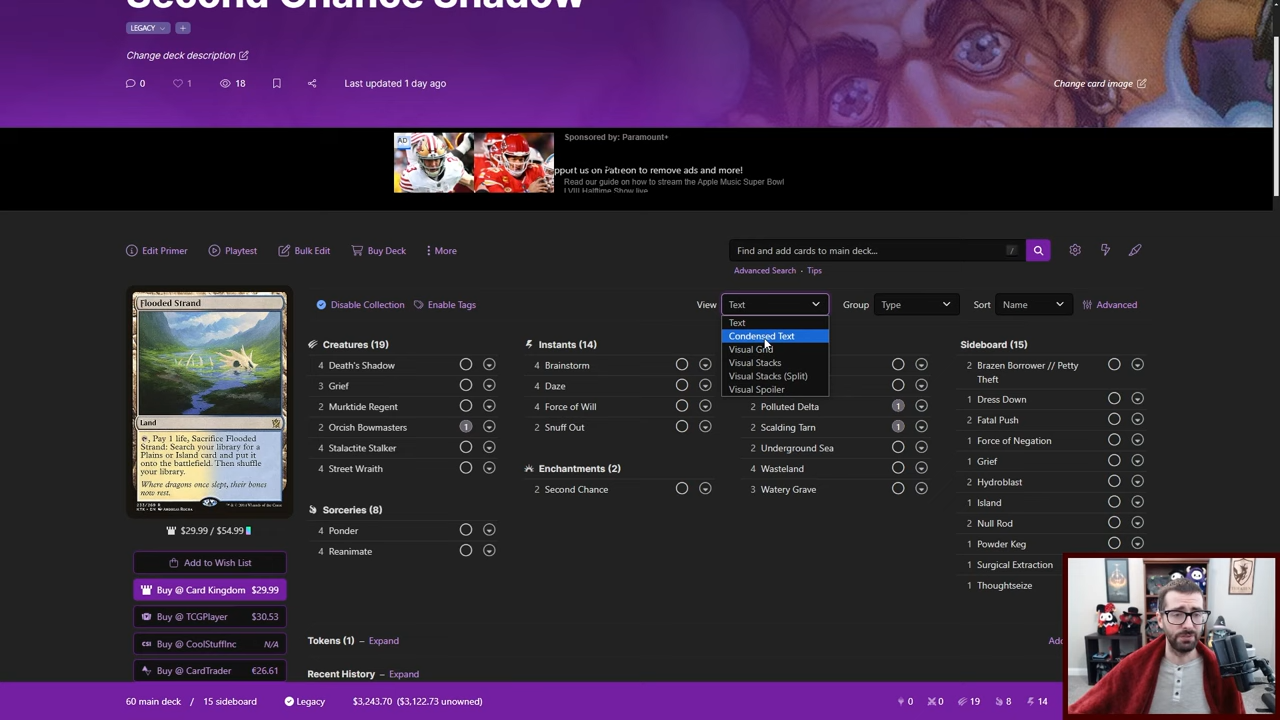 Second Chance Shadow
LEGACY
Change deck description
0 1 18 Last updated 1 day ago
Change card image
AD
Sponsored by: Paramount+
pport us on Patreon to remove ads and more!
Read our guide on how to stream the Apple Music Super Bowl
LVIII Halftime Show live
Edit Primer Playtest Bulk Edit Buy Deck More
Find and add cards to main deck... /
Advanced Search · Tips
Disable Collection Enable Tags
View Text Group Type Sort Name Advanced
Text
Condensed Text
Visual Grid
Visual Stacks
Visual Stacks (Split)
Visual Spoiler
Flooded Strand
Land
, Pay 1 life, Sacrifice Flooded
Strand: Search your library for a
Plains or Island card and put it
onto the battlefield. Then shuffle
your library.
Where dragons once slept, their bones
now rest.
$29.99 / $54.99
Add to Wish List
Buy @ Card Kingdom $29.99
Buy @ TCGPlayer $30.53
CSI Buy @ CoolStuffInc N/A
Buy @ CardTrader €26.61
Creatures (19)
4 Death's Shadow
3 Grief
2 Murktide Regent
2 Orcish Bowmasters 1
4 Stalactite Stalker
4 Street Wraith
Sorceries (8)
4 Ponder
4 Reanimate
Instants (14)
4 Brainstorm
4 Daze
4 Force of Will
2 Snuff Out
Enchantments (2)
2 Second Chance
2 Polluted Delta 1
2 Scalding Tarn 1
2 Underground Sea
4 Wasteland
3 Watery Grave
Sideboard (15)
2 Brazen Borrower // Petty
Theft
1 Dress Down
2 Fatal Push
1 Force of Negation
1 Grief
2 Hydroblast
1 Island
2 Null Rod
1 Powder Keg
1 Surgical Extraction
1 Thoughtseize
Tokens (1) – Expand
Recent History – Expand
60 main deck / 15 sideboard Legacy $3,243.70 ($3,122.73 unowned)
0 0 19 8 14